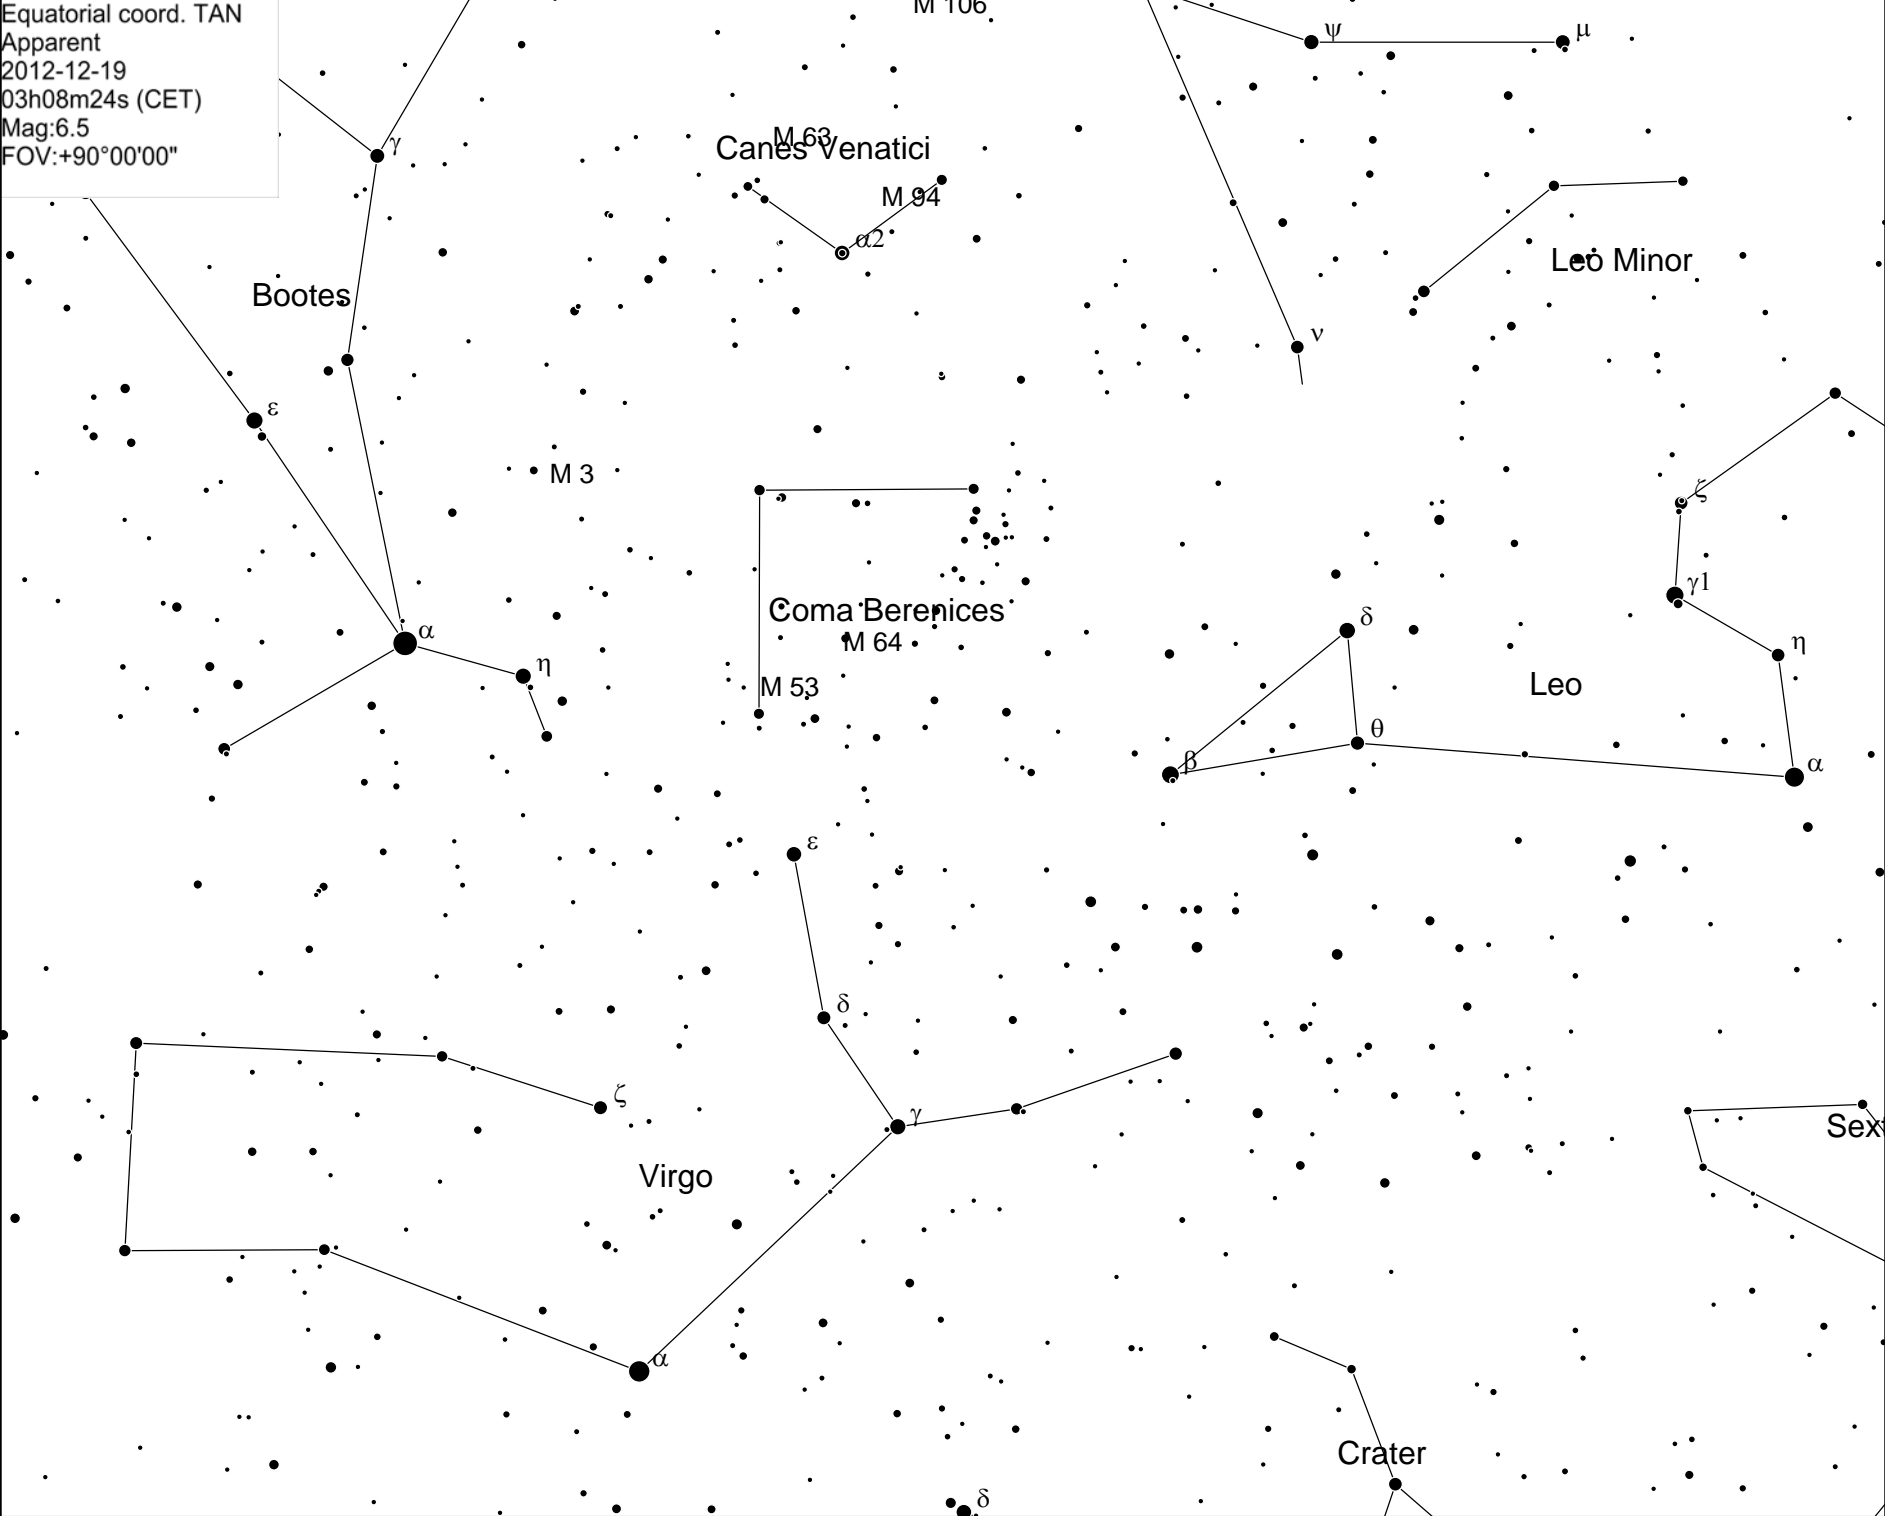 Equatorial coord. TAN
Apparent
2012-12-19
03h08m24s (CET)
Mag:6.5
FOV:+90°00'00"
M 106
ψ
μ
γ
M 63
Canes Venatici
M 94
α2
Leo Minor
Bootes
ν
ε
M 3
ζ
γ1
Coma Berenices
δ
α
M 64
η
η
M 53
Leo
θ
β
α
ε
δ
ζ
γ
Sext
Virgo
α
Crater
δ